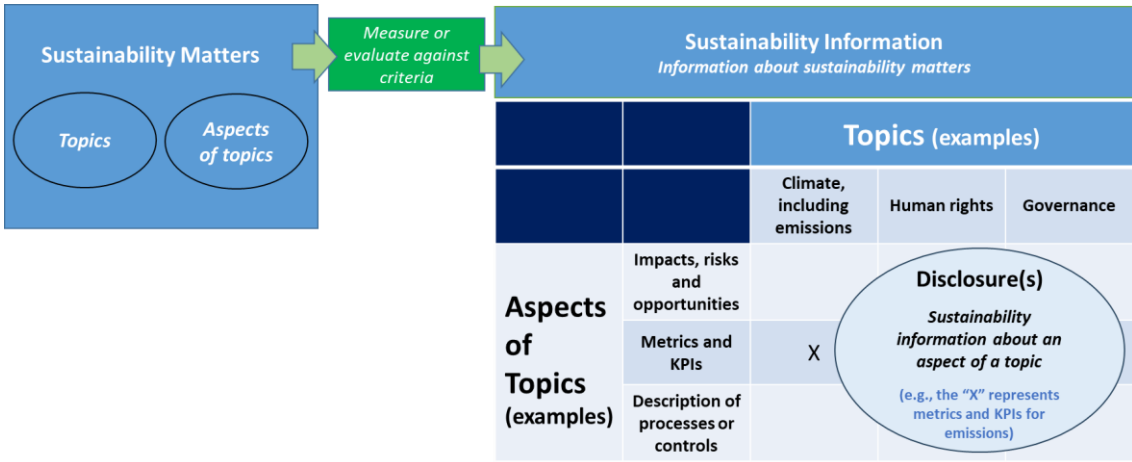 Sustainability Matters
Topics
Aspects
of topics
Measure or
evaluate against
criteria
Sustainability Information
Information about sustainability matters
Topics (examples)
Climate,
including
emissions
Human rights
Governance
Aspects
of
Topics
(examples)
Impacts, risks
and
opportunities
Metrics and
KPIs
X
Description of
processes or
controls
Disclosure(s)
Sustainability
information about an
aspect of a topic
(e.g., the “X” represents
metrics and KPIs for
emissions)